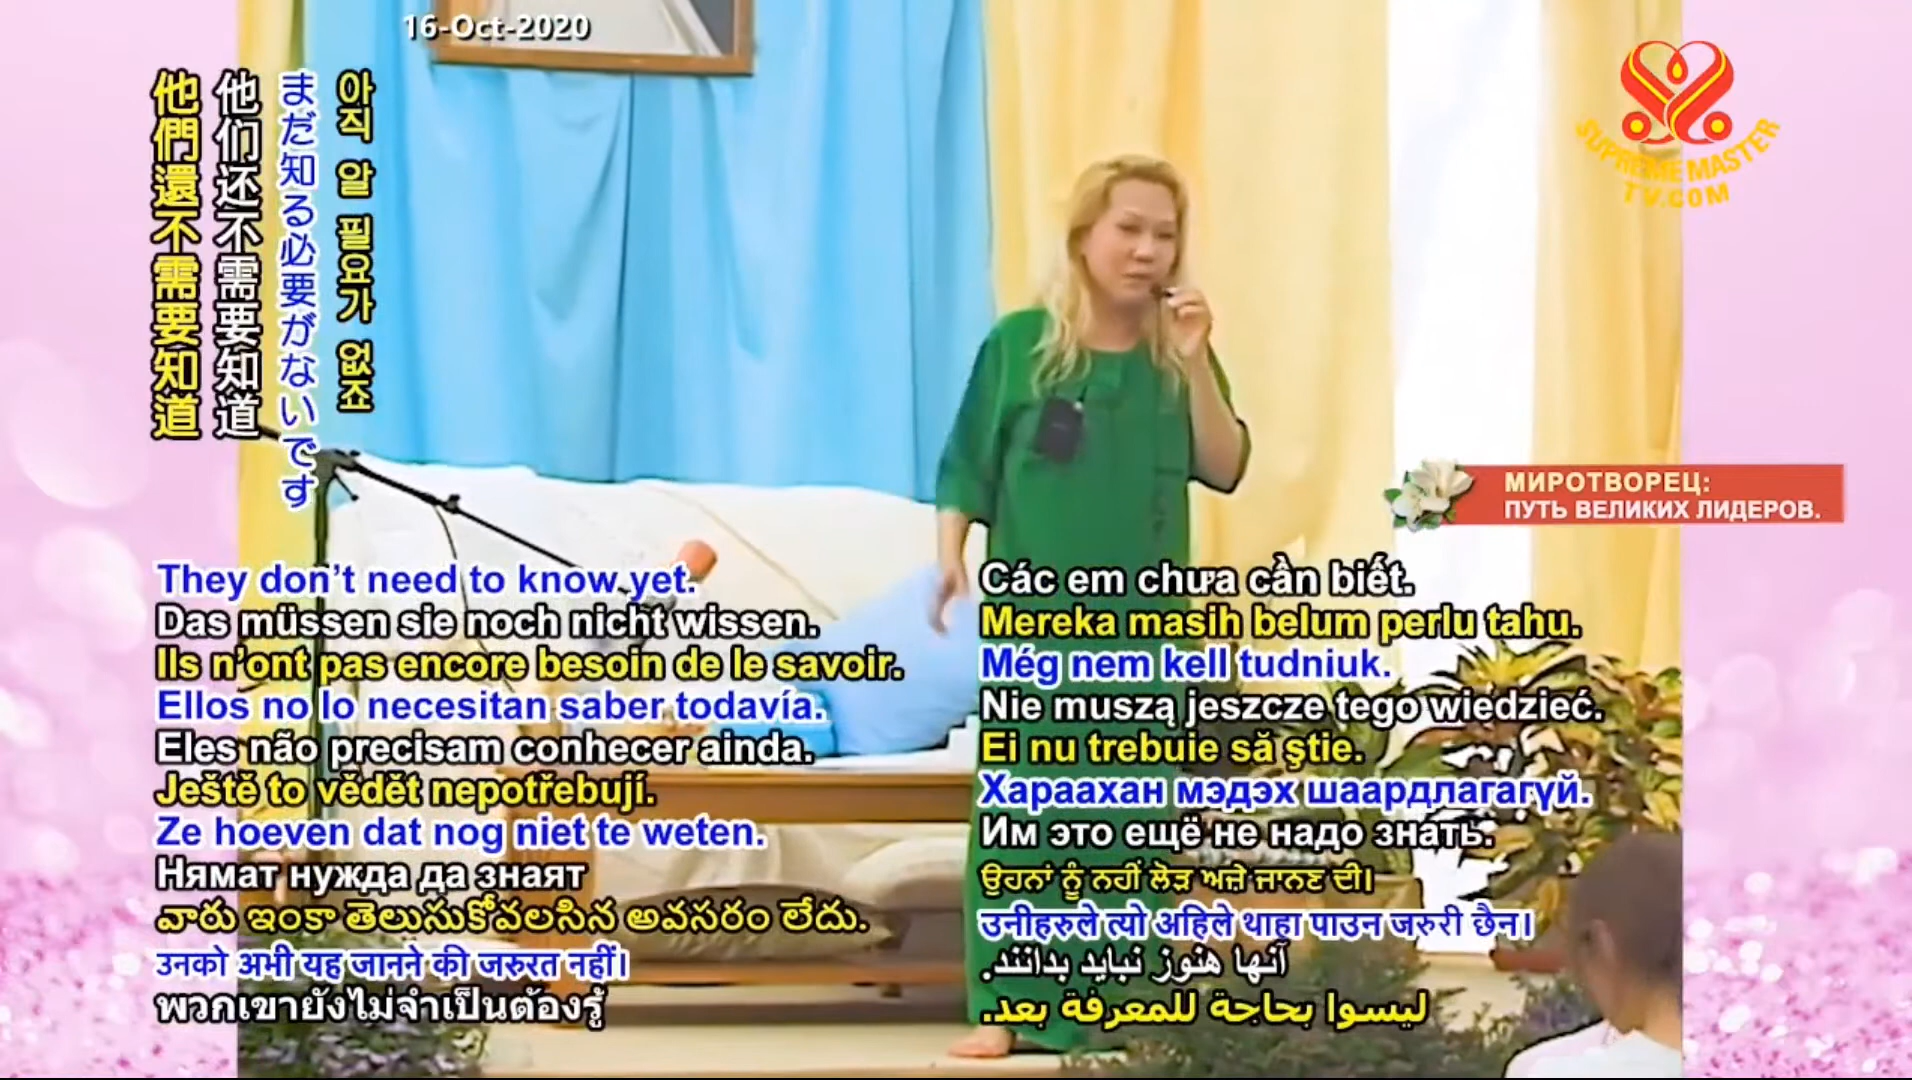 16-Oct-2020
他們還不需要知道
他们还不需要知道
まだ知る必要がないです
아직 알 필요가 없죠
SUPREME MASTER
TV.COM
МИРОТВОРЕЦ:
ПУТЬ ВЕЛИКИХ ЛИДЕРОВ.
They don’t need to know yet.
Das müssen sie noch nicht wissen.
Ils n’ont pas encore besoin de le savoir.
Ellos no lo necesitan saber todavía.
Eles não precisam conhecer ainda.
Ještě to vědět nepotřebují.
Ze hoeven dat nog niet te weten.
Нямат нужда да знаят
వారు ఇంకా తెలుసుకోవలసిన అవసరం లేదు.
उनको अभी यह जानने की जरुरत नहीं।
พวกเขายังไม่จำเป็นต้องรู้
Các em chưa cần biết.
Mereka masih belum perlu tahu.
Még nem kell tudniuk.
Nie muszą jeszcze tego wiedzieć.
Ei nu trebuie să ştie.
Хараахан мэдэх шаардлагагүй.
Им это ещё не надо знать.
ਉਹਨਾਂ ਨੂੰ ਨਹੀਂ ਲੋੜ ਅਜੇ ਜਾਨਣ ਦੀ।
उनीहरुले त्यो अहिले थाहा पाउन जरुरी छैन।
آنها هنوز نباید بدانند.
ليسوا بحاجة للمعرفة بعد.